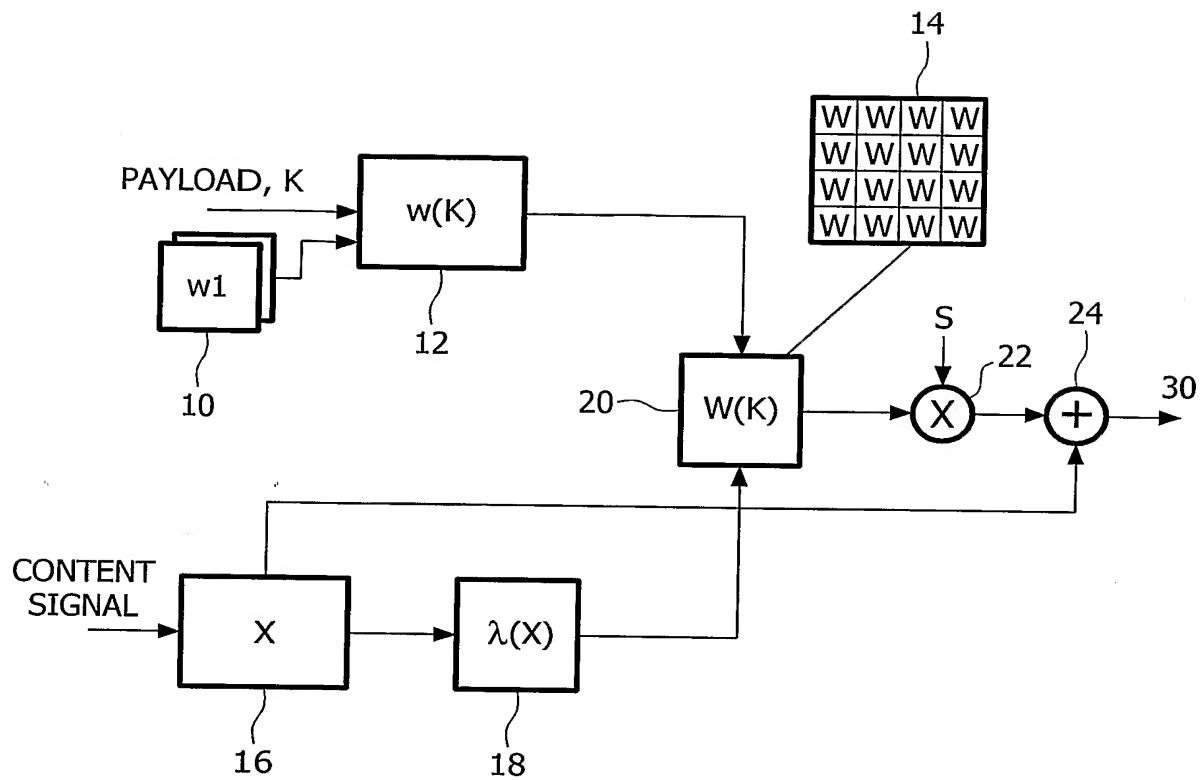 14
W W W W
W W W W
W W W W
W W W W
PAYLOAD, K
w(K)
w1
12
10
S
22
24
30
20
W(K)
X
+
CONTENT
SIGNAL
X
λ(X)
16
18